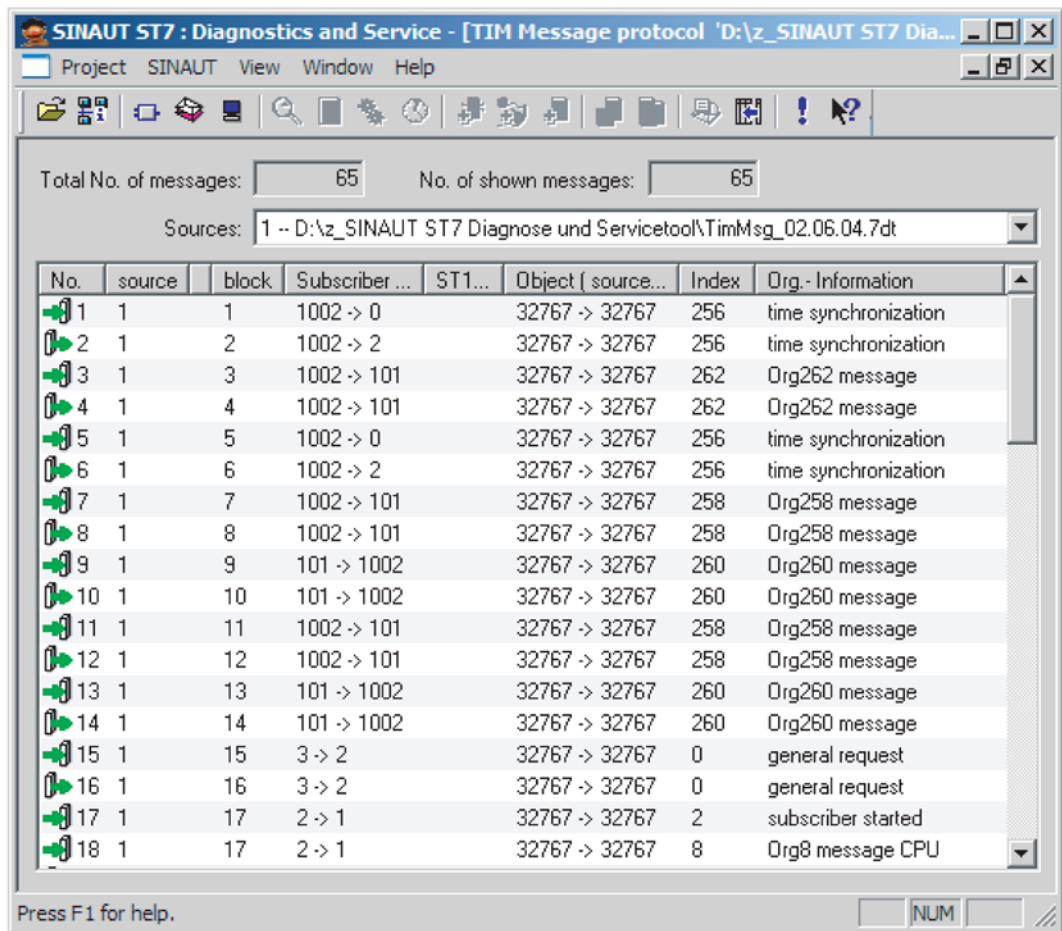 SINAUT ST7 : Diagnostics and Service - [TIM Message protocol 'D:\z_SINAUT ST7 Dia...
Project SINAUT View Window Help
Total No. of messages: 65 No. of shown messages: 65
Sources: 1 -- D:\z_SINAUT ST7 Diagnose und Servicetool\TimMsg_02.06.04.7dt
No. source block Subscriber ... ST1... Object ( source... Index Org.- Information
1 1 1 1002 -> 0 32767 -> 32767 256 time synchronization
2 1 2 1002 -> 2 32767 -> 32767 256 time synchronization
3 1 3 1002 -> 101 32767 -> 32767 262 Org262 message
4 1 4 1002 -> 101 32767 -> 32767 262 Org262 message
5 1 5 1002 -> 0 32767 -> 32767 256 time synchronization
6 1 6 1002 -> 2 32767 -> 32767 256 time synchronization
7 1 7 1002 -> 101 32767 -> 32767 258 Org258 message
8 1 8 1002 -> 101 32767 -> 32767 258 Org258 message
9 1 9 101 -> 1002 32767 -> 32767 260 Org260 message
10 1 10 101 -> 1002 32767 -> 32767 260 Org260 message
11 1 11 1002 -> 101 32767 -> 32767 258 Org258 message
12 1 12 1002 -> 101 32767 -> 32767 258 Org258 message
13 1 13 101 -> 1002 32767 -> 32767 260 Org260 message
14 1 14 101 -> 1002 32767 -> 32767 260 Org260 message
15 1 15 3 -> 2 32767 -> 32767 0 general request
16 1 16 3 -> 2 32767 -> 32767 0 general request
17 1 17 2 -> 1 32767 -> 32767 2 subscriber started
18 1 17 2 -> 1 32767 -> 32767 8 Org8 message CPU
Press F1 for help. NUM